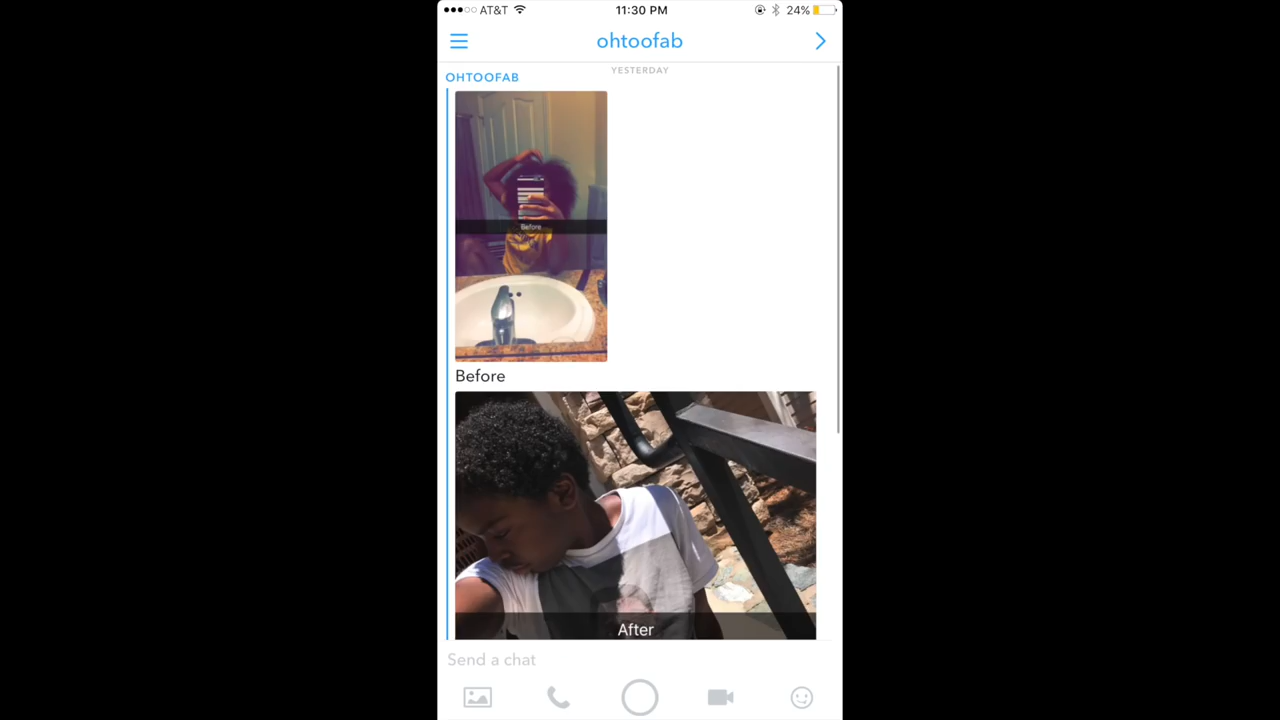 AT&T 11:30 PM 24%
ohtoofab
YESTERDAY
OHTOOFAB
Before
Before
After
Send a chat